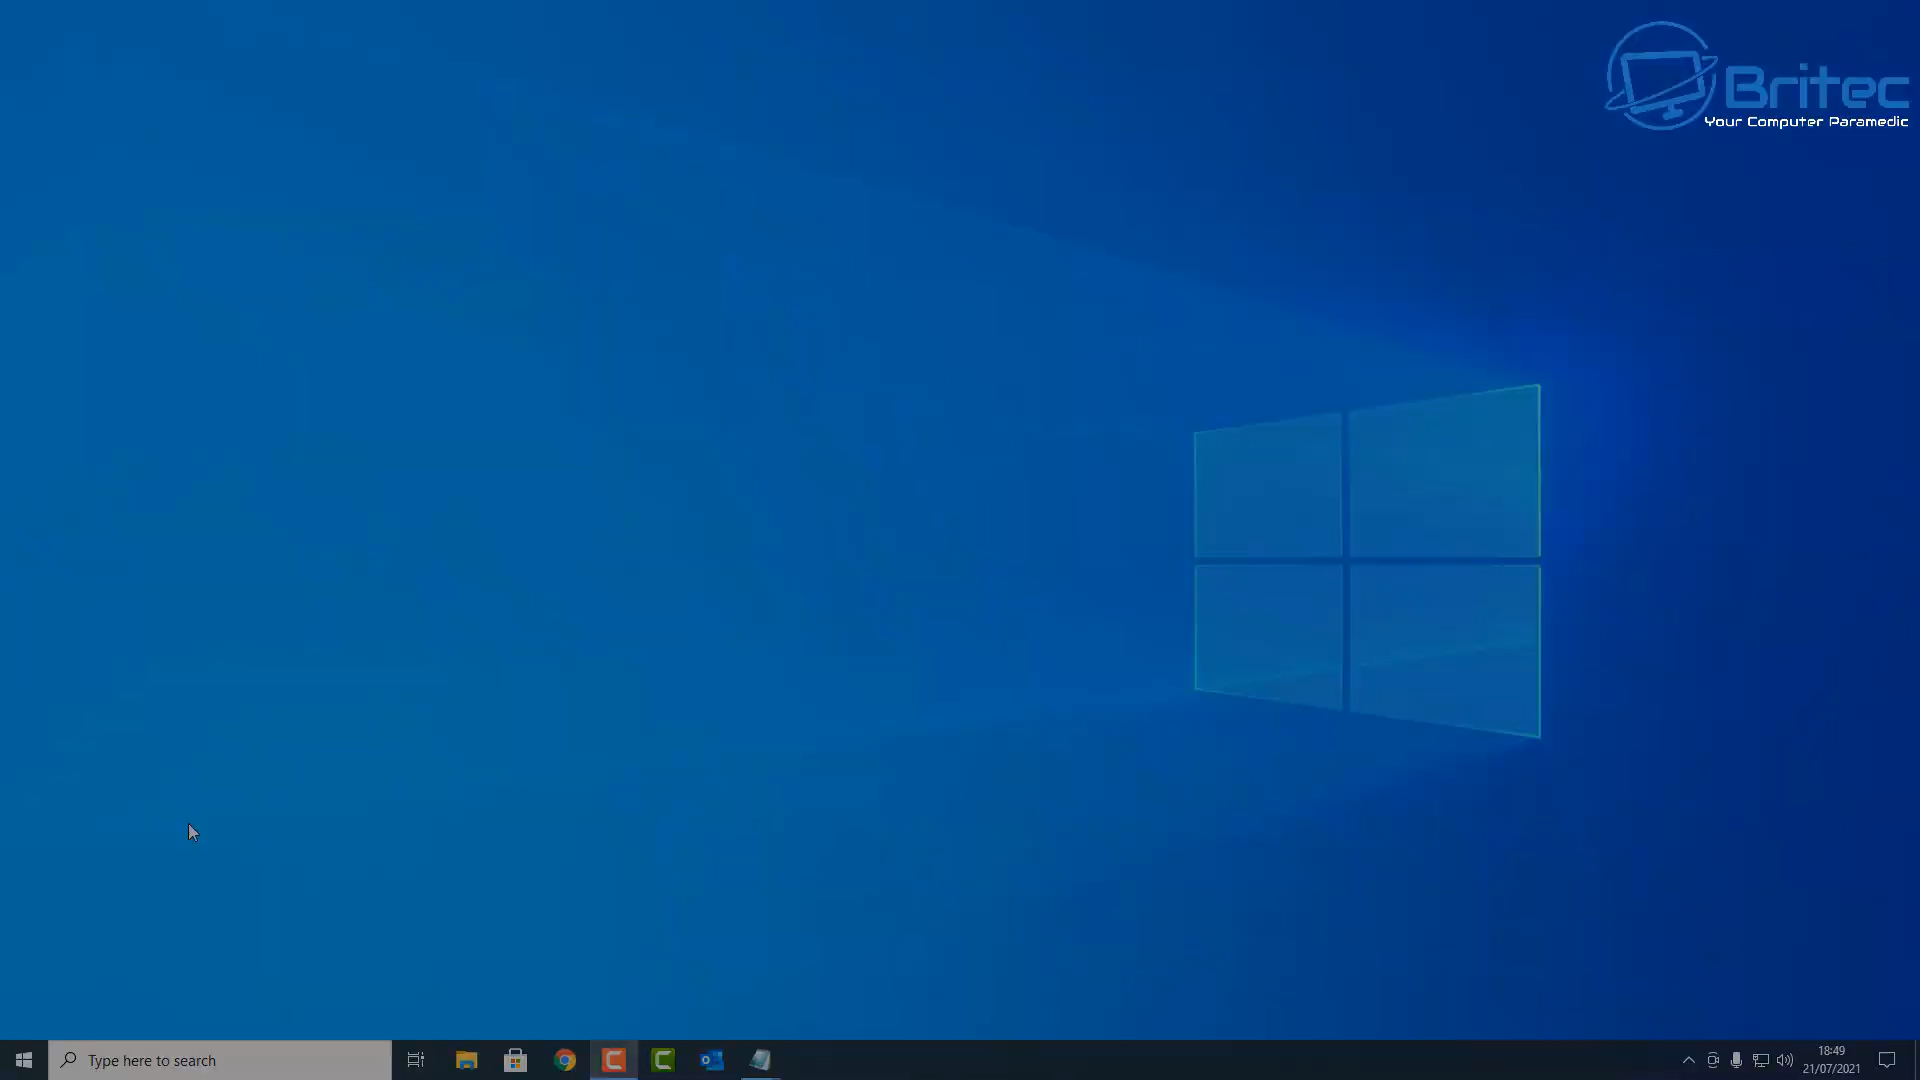 Britec
Your Computer Paramedic
Type here to search
18:49
21/07/2021